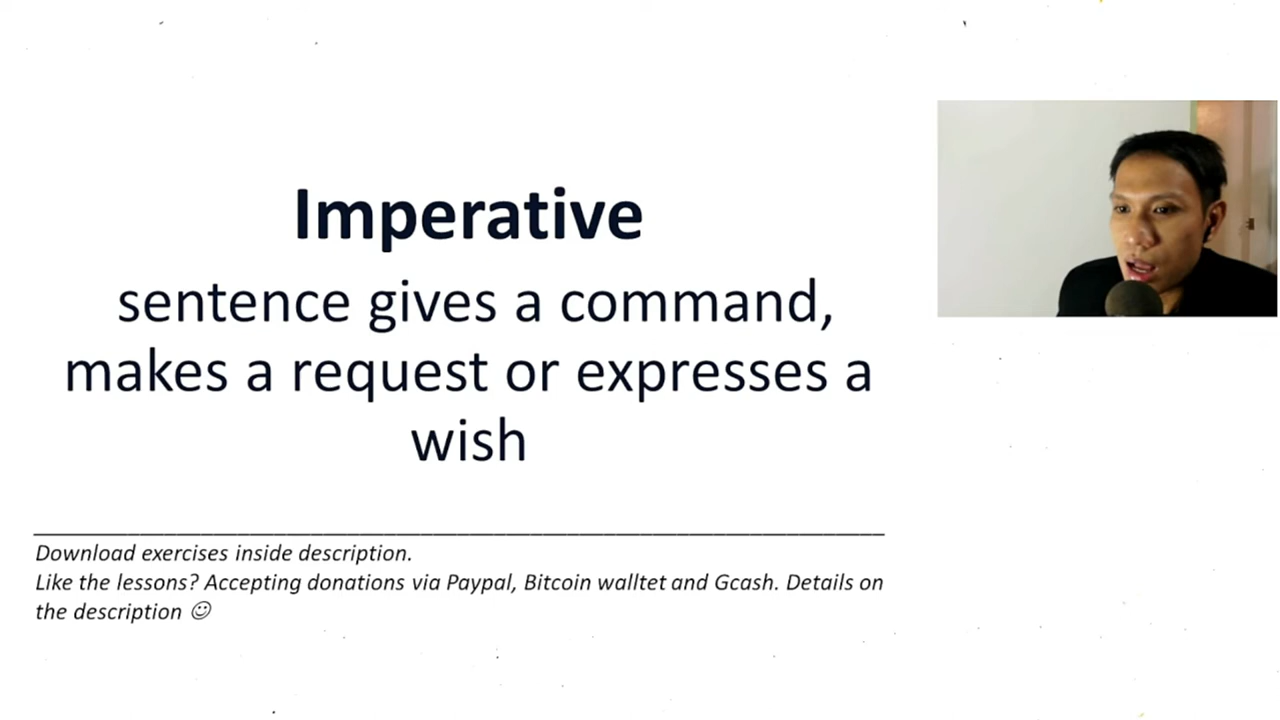 Imperative
sentence gives a command,
makes a request or expresses a
wish
Download exercises inside description.
Like the lessons? Accepting donations via Paypal, Bitcoin walltet and Gcash. Details on
the description ☺